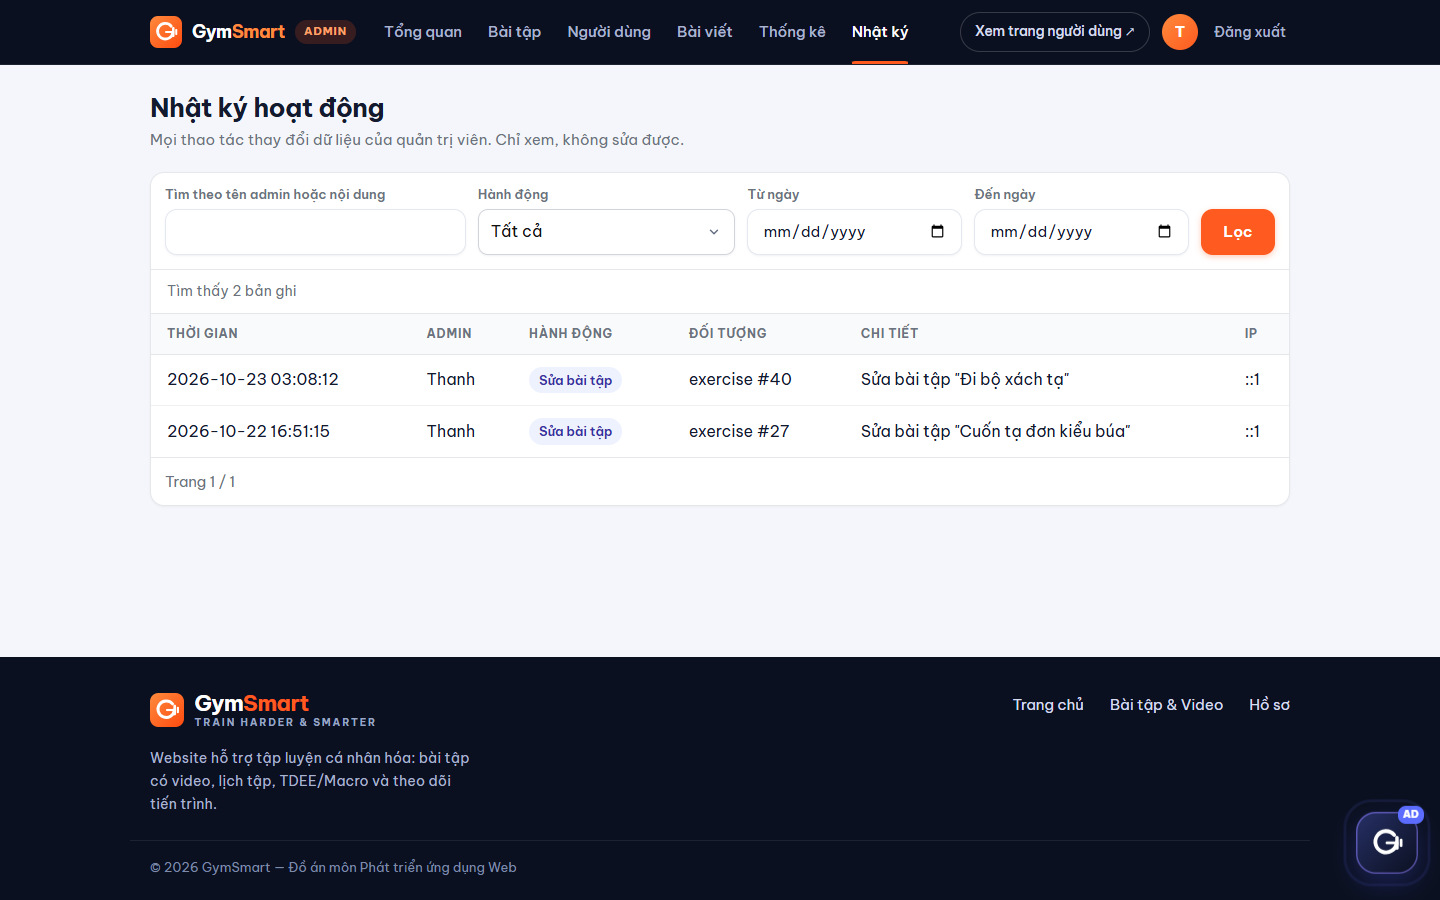 GymSmart ADMIN Tổng quan Bài tập Người dùng Bài viết Thống kê Nhật ký Xem trang người dùng ↗ T Đăng xuất
Nhật ký hoạt động
Mọi thao tác thay đổi dữ liệu của quản trị viên. Chỉ xem, không sửa được.
Tìm theo tên admin hoặc nội dung Hành động Từ ngày Đến ngày
Tất cả mm/dd/yyyy mm/dd/yyyy Lọc
Tìm thấy 2 bản ghi
THỜI GIAN ADMIN HÀNH ĐỘNG ĐỐI TƯỢNG CHI TIẾT IP
2026-10-23 03:08:12 Thanh Sửa bài tập exercise #40 Sửa bài tập "Đi bộ xách tạ" ::1
2026-10-22 16:51:15 Thanh Sửa bài tập exercise #27 Sửa bài tập "Cuốn tạ đơn kiểu búa" ::1
Trang 1 / 1
GymSmart
TRAIN HARDER & SMARTER
Trang chủ Bài tập & Video Hồ sơ
Website hỗ trợ tập luyện cá nhân hóa: bài tập
có video, lịch tập, TDEE/Macro và theo dõi
tiến trình.
AD
© 2026 GymSmart — Đồ án môn Phát triển ứng dụng Web